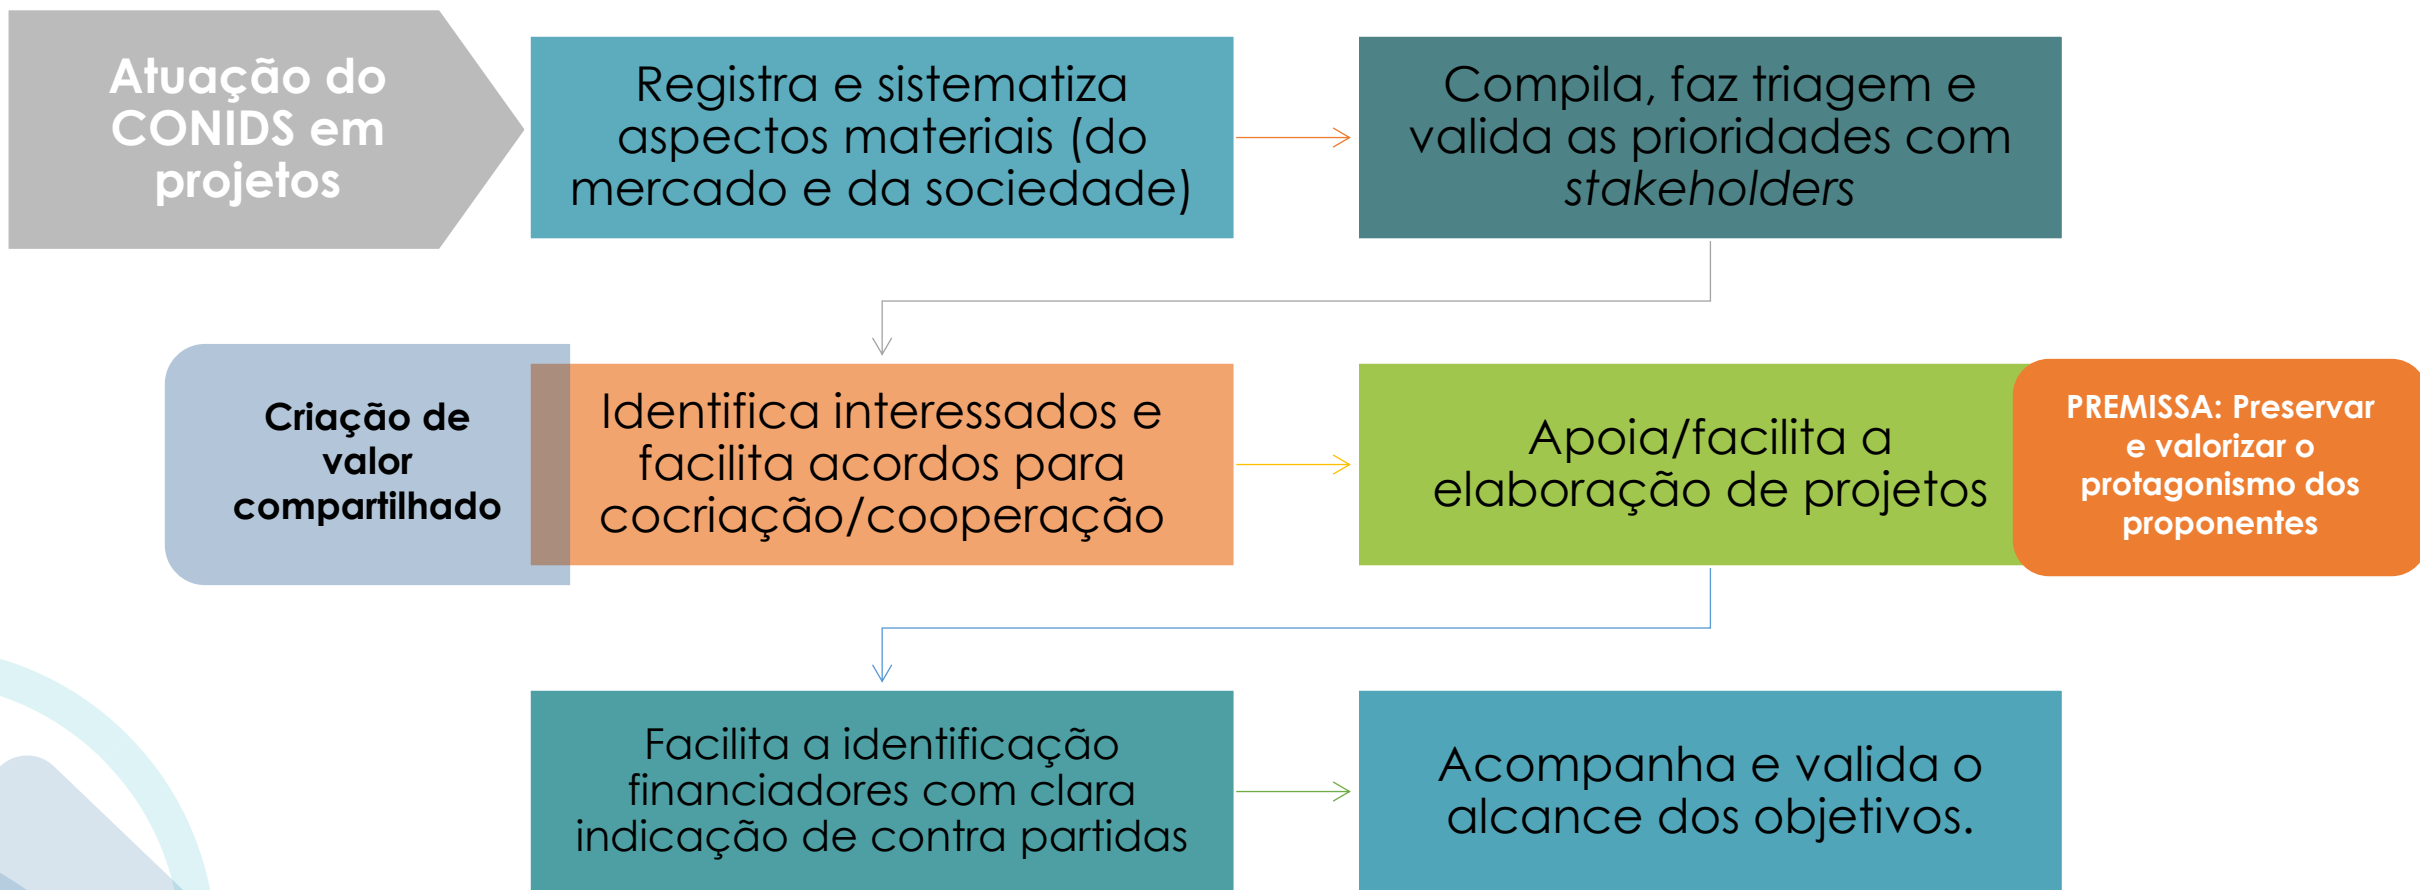 Atuação do
CONIDS em
projetos
Registra e sistematiza
aspectos materiais (do
mercado e da sociedade)
Compila, faz triagem e
valida as prioridades com
stakeholders
Criação de
valor
compartilhado
Identifica interessados e
facilita acordos para
cocriação/cooperação
Apoia/facilita a
elaboração de projetos
PREMISSA: Preservar
e valorizar o
protagonismo dos
proponentes
Facilita a identificação
financiadores com clara
indicação de contra partidas
Acompanha e valida o
alcance dos objetivos.